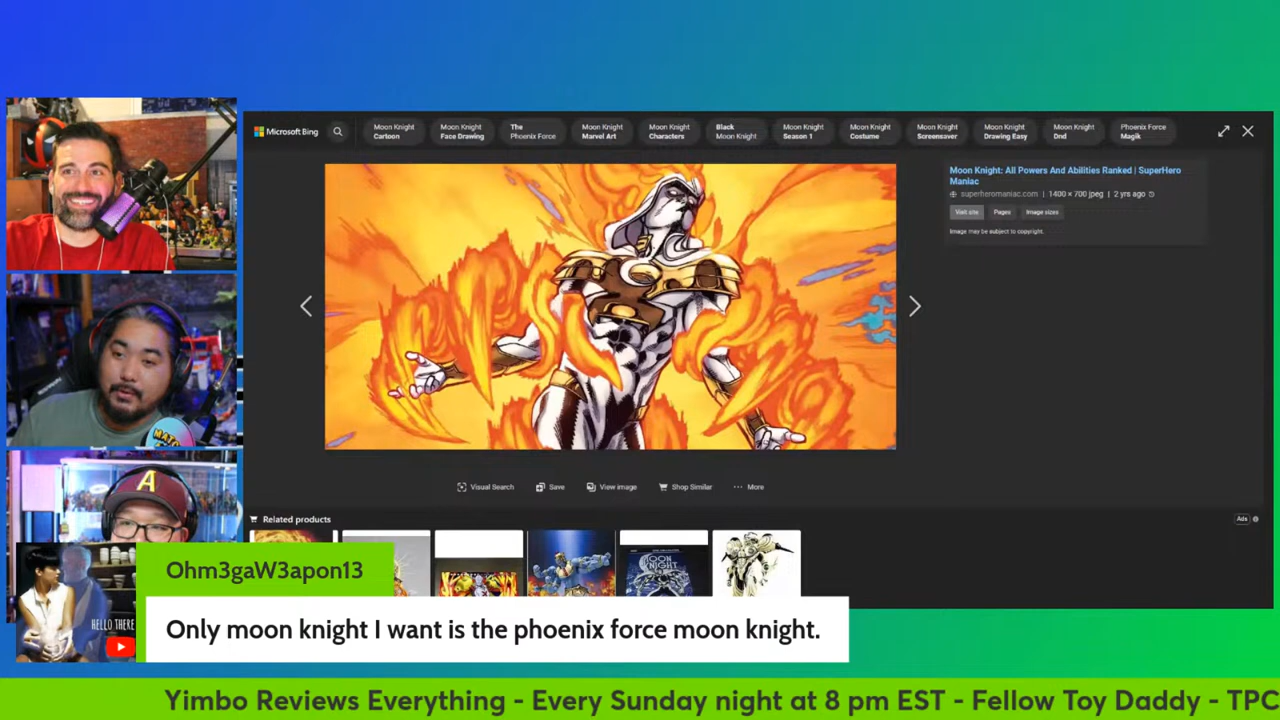 Microsoft Bing
Moon Knight
Cartoon
Moon Knight
Face Drawing
The
Phoenix Force
Moon Knight
Marvel Art
Moon Knight
Characters
Black
Moon Knight
Moon Knight
Season 1
Moon Knight
Costume
Moon Knight
Screensaver
Moon Knight
Drawing Easy
Moon Knight
Dnd
Phoenix Force
Magik
Moon Knight: All Powers And Abilities Ranked | SuperHero
Maniac
superheromaniac.com | 1400 × 700 jpeg | 2 yrs ago
Visit site Pages Image sizes
Image may be subject to copyright.
Visual Search Save View image Shop Similar ··· More
Related products
Ads
MOON
KNIGHT
A
HELLO THERE
Ohm3gaW3apon13
Only moon knight I want is the phoenix force moon knight.
Yimbo Reviews Everything - Every Sunday night at 8 pm EST - Fellow Toy Daddy - TPC